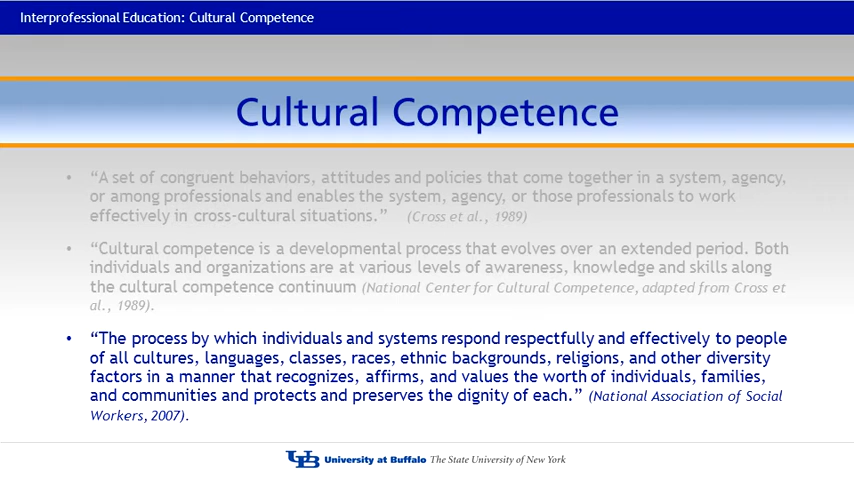 Interprofessional Education: Cultural Competence
Cultural Competence
• “A set of congruent behaviors, attitudes and policies that come together in a system, agency,
or among professionals and enables the system, agency, or those professionals to work
effectively in cross-cultural situations.” (Cross et al., 1989)
• “Cultural competence is a developmental process that evolves over an extended period. Both
individuals and organizations are at various levels of awareness, knowledge and skills along
the cultural competence continuum (National Center for Cultural Competence, adapted from Cross et
al., 1989).
• “The process by which individuals and systems respond respectfully and effectively to people
of all cultures, languages, classes, races, ethnic backgrounds, religions, and other diversity
factors in a manner that recognizes, affirms, and values the worth of individuals, families,
and communities and protects and preserves the dignity of each.” (National Association of Social
Workers, 2007).
UB University at Buffalo The State University of New York